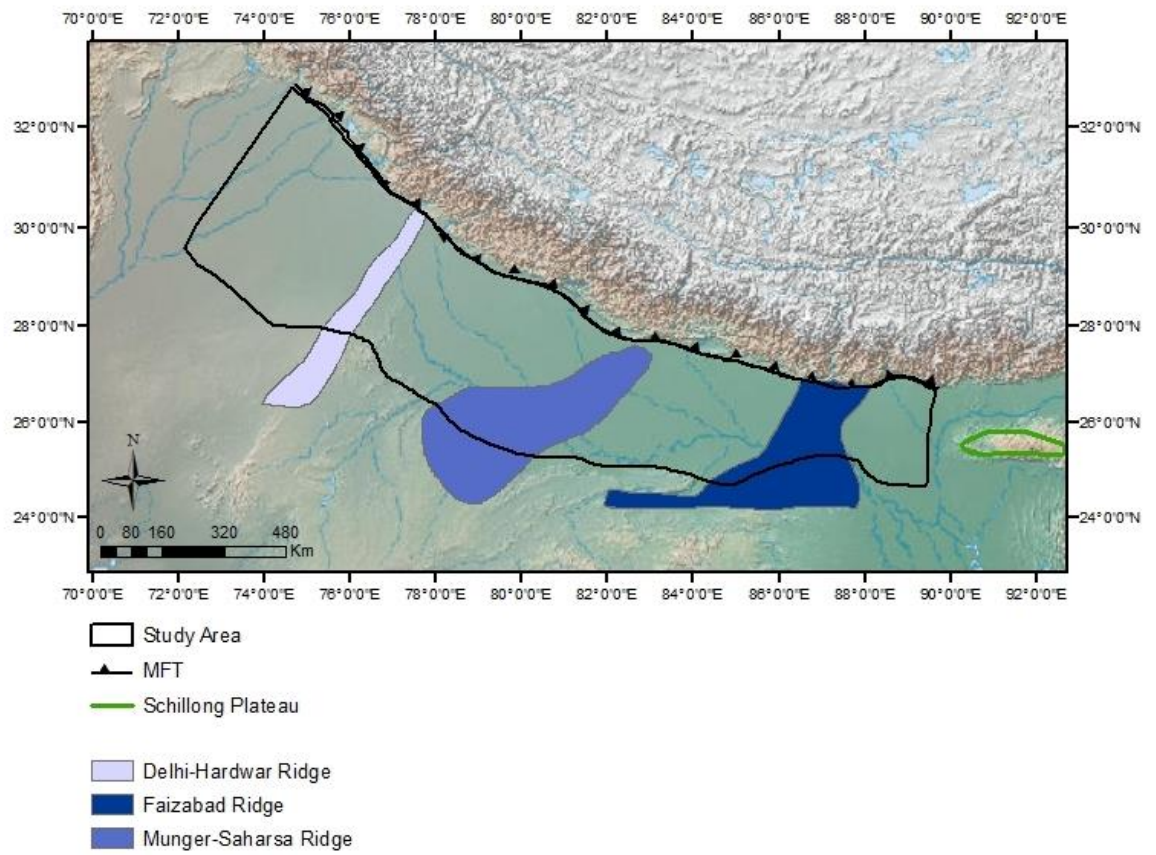 70°0'0"E 72°0'0"E 74°0'0"E 76°0'0"E 78°0'0"E 80°0'0"E 82°0'0"E 84°0'0"E 86°0'0"E 88°0'0"E 90°0'0"E 92°0'0"E
32°0'0"N 32°0'0"N
30°0'0"N 30°0'0"N
28°0'0"N 28°0'0"N
26°0'0"N 26°0'0"N
24°0'0"N 24°0'0"N
N
0 80 160 320 480
Km
70°0'0"E 72°0'0"E 74°0'0"E 76°0'0"E 78°0'0"E 80°0'0"E 82°0'0"E 84°0'0"E 86°0'0"E 88°0'0"E 90°0'0"E 92°0'0"E
Study Area
MFT
Schillong Plateau
Delhi-Hardwar Ridge
Faizabad Ridge
Munger-Saharsa Ridge